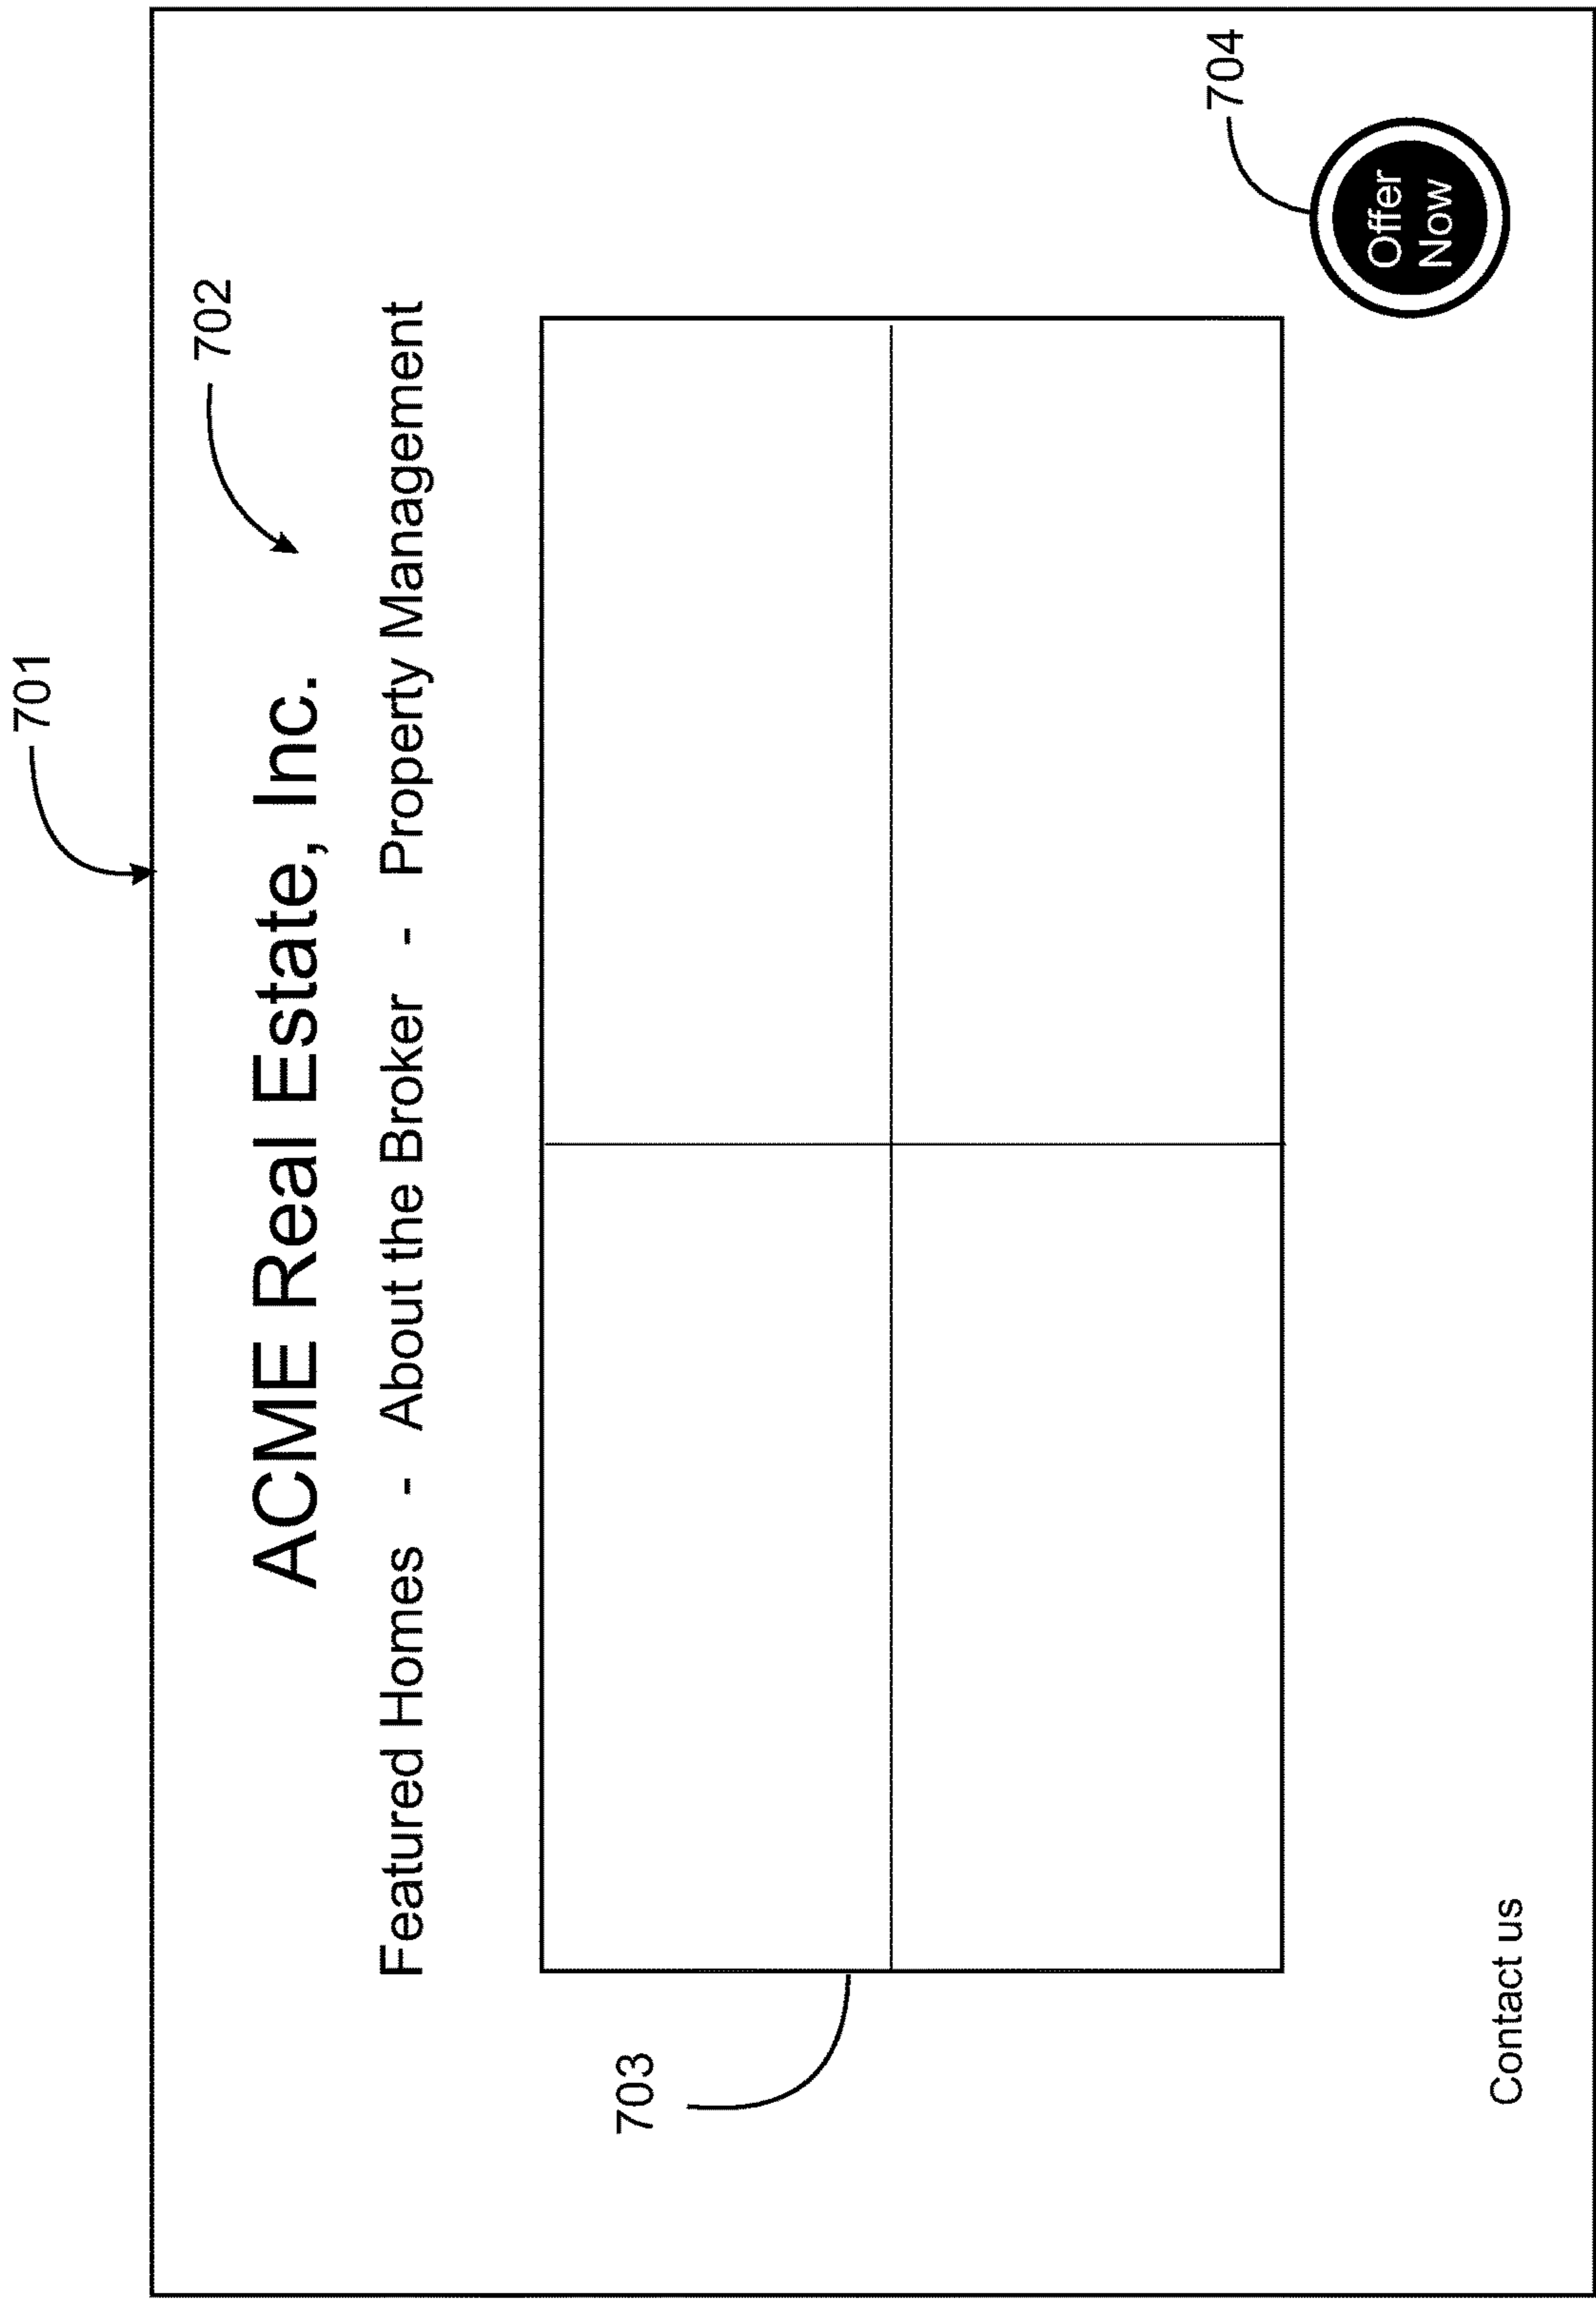 701
702
ACME Real Estate, Inc.
Featured Homes - About the Broker - Property Management
703
704
Offer
Now
Contact us